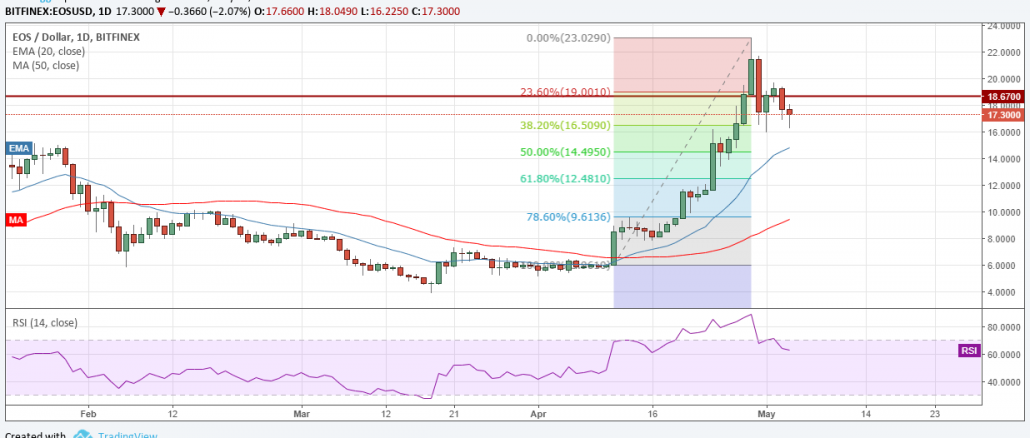 BITFINEX:EOSUSD, 1D 17.3000 ▼ −0.3660 (−2.07%) O:17.6600 H:18.0490 L:16.2250 C:17.3000
EOS / Dollar, 1D, BITFINEX
EMA (20, close)
MA (50, close)
0.00%(23.0290)
23.60%(19.0010)
38.20%(16.5090)
50.00%(14.4950)
61.80%(12.4810)
78.60%(9.6136)
EMA
MA
24.0000
22.0000
20.0000
18.6700
18.0000
17.3000
16.0000
14.0000
12.0000
10.0000
8.0000
6.0000
4.0000
RSI (14, close)
80.0000
RSI
60.0000
40.0000
Feb 12 Mar 12 21 Apr 16 May 14 23
Created with TradingView